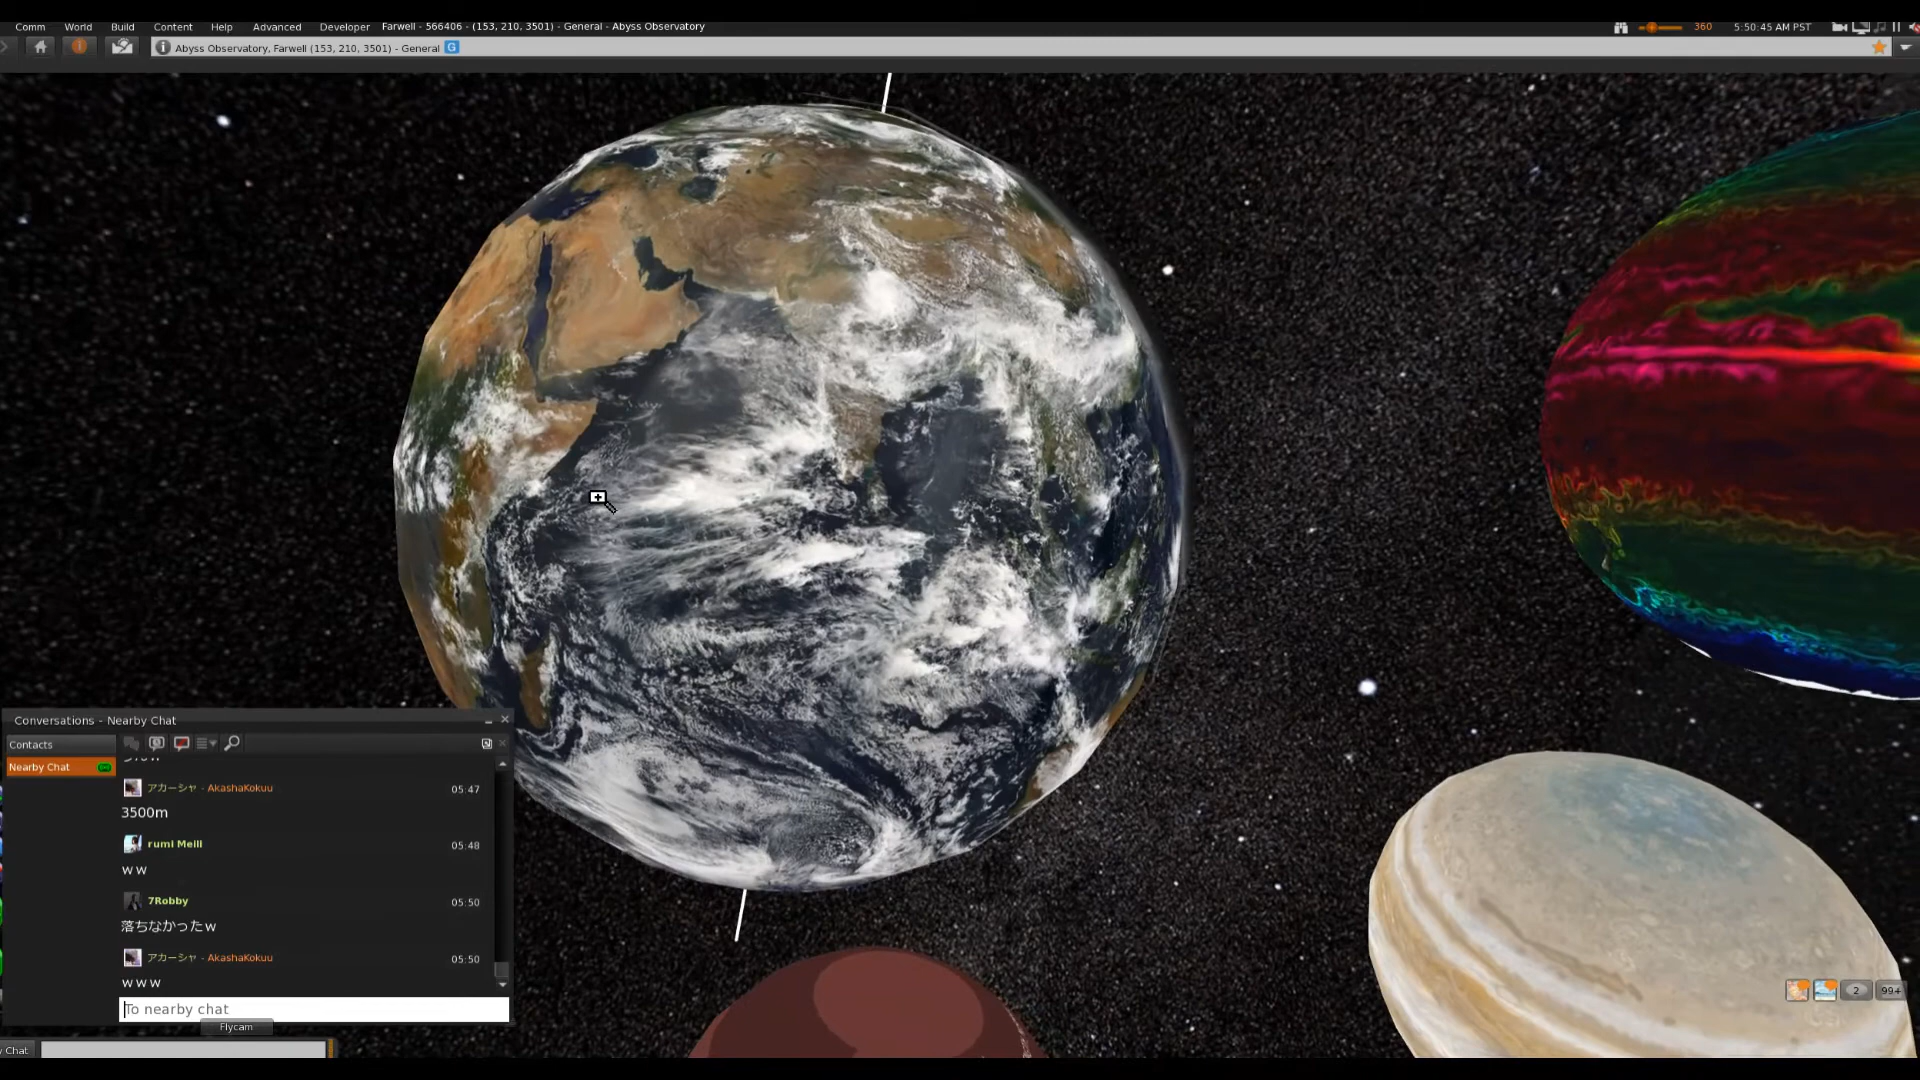 Comm World Build Content Help Advanced Developer Farwell - 566406 - (153, 210, 3501) - General - Abyss Observatory 360 5:50:45 AM PST
Abyss Observatory, Farwell (153, 210, 3501) - General G
Conversations - Nearby Chat
Contacts
Nearby Chat
アカーシャ - AkashaKokuu 05:47
3500m
rumi Meili 05:48
w w
7Robby 05:50
落ちなかったｗ
アカーシャ - AkashaKokuu 05:50
w w w
To nearby chat
Flycam
y Chat
2 99+